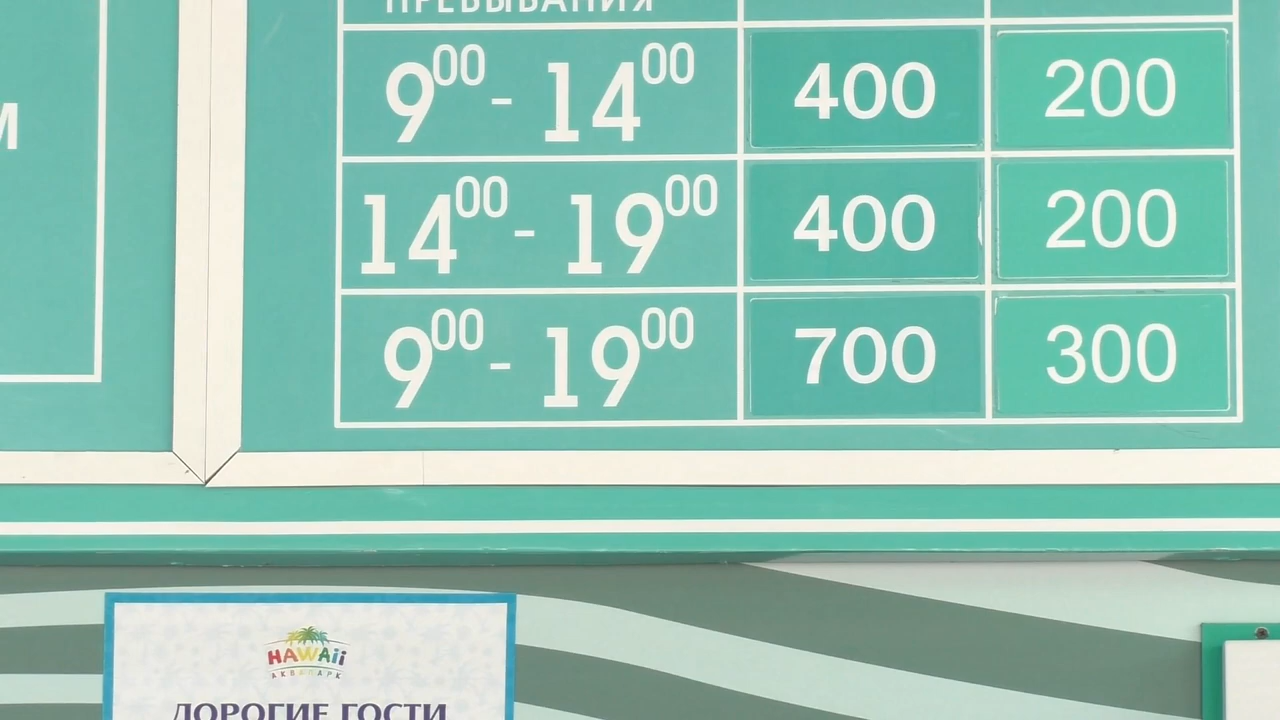 ПРЕБЫВАНИЯ
9⁰⁰ - 14⁰⁰ 400 200
14⁰⁰ - 19⁰⁰ 400 200
9⁰⁰ - 19⁰⁰ 700 300
м
HAWAii
АКВАПАРК
ДОРОГИЕ ГОСТИ